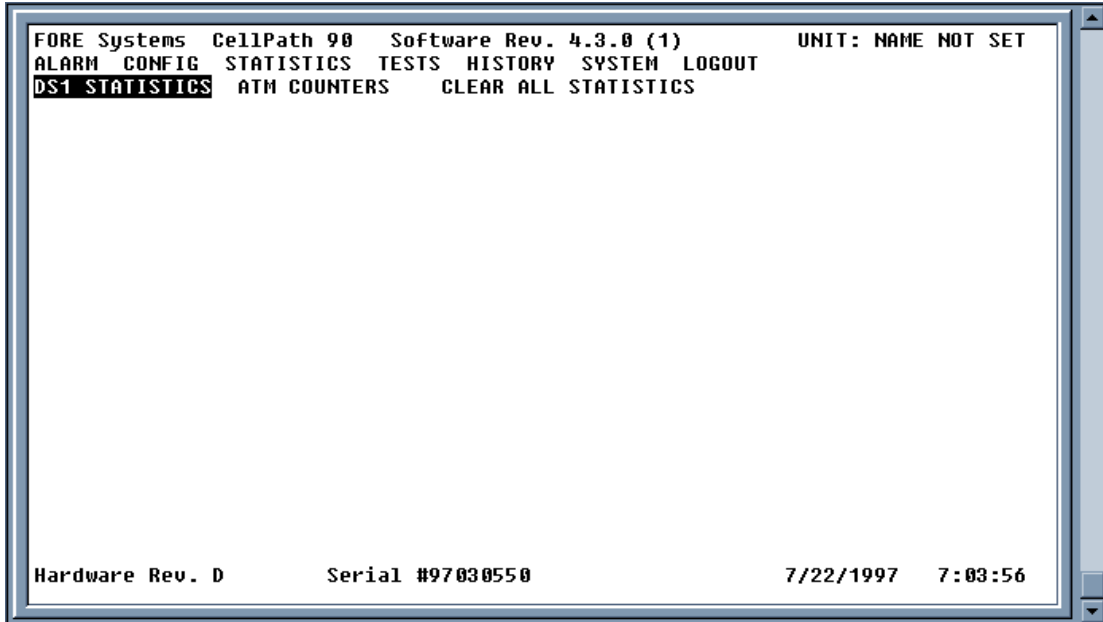 FORE Systems  CellPath 90   Software Rev. 4.3.0 (1)          UNIT: NAME NOT SET
ALARM  CONFIG  STATISTICS  TESTS  HISTORY  SYSTEM  LOGOUT
DS1 STATISTICS  ATM COUNTERS    CLEAR ALL STATISTICS
Hardware Rev. D        Serial #97030550                    7/22/1997   7:03:56